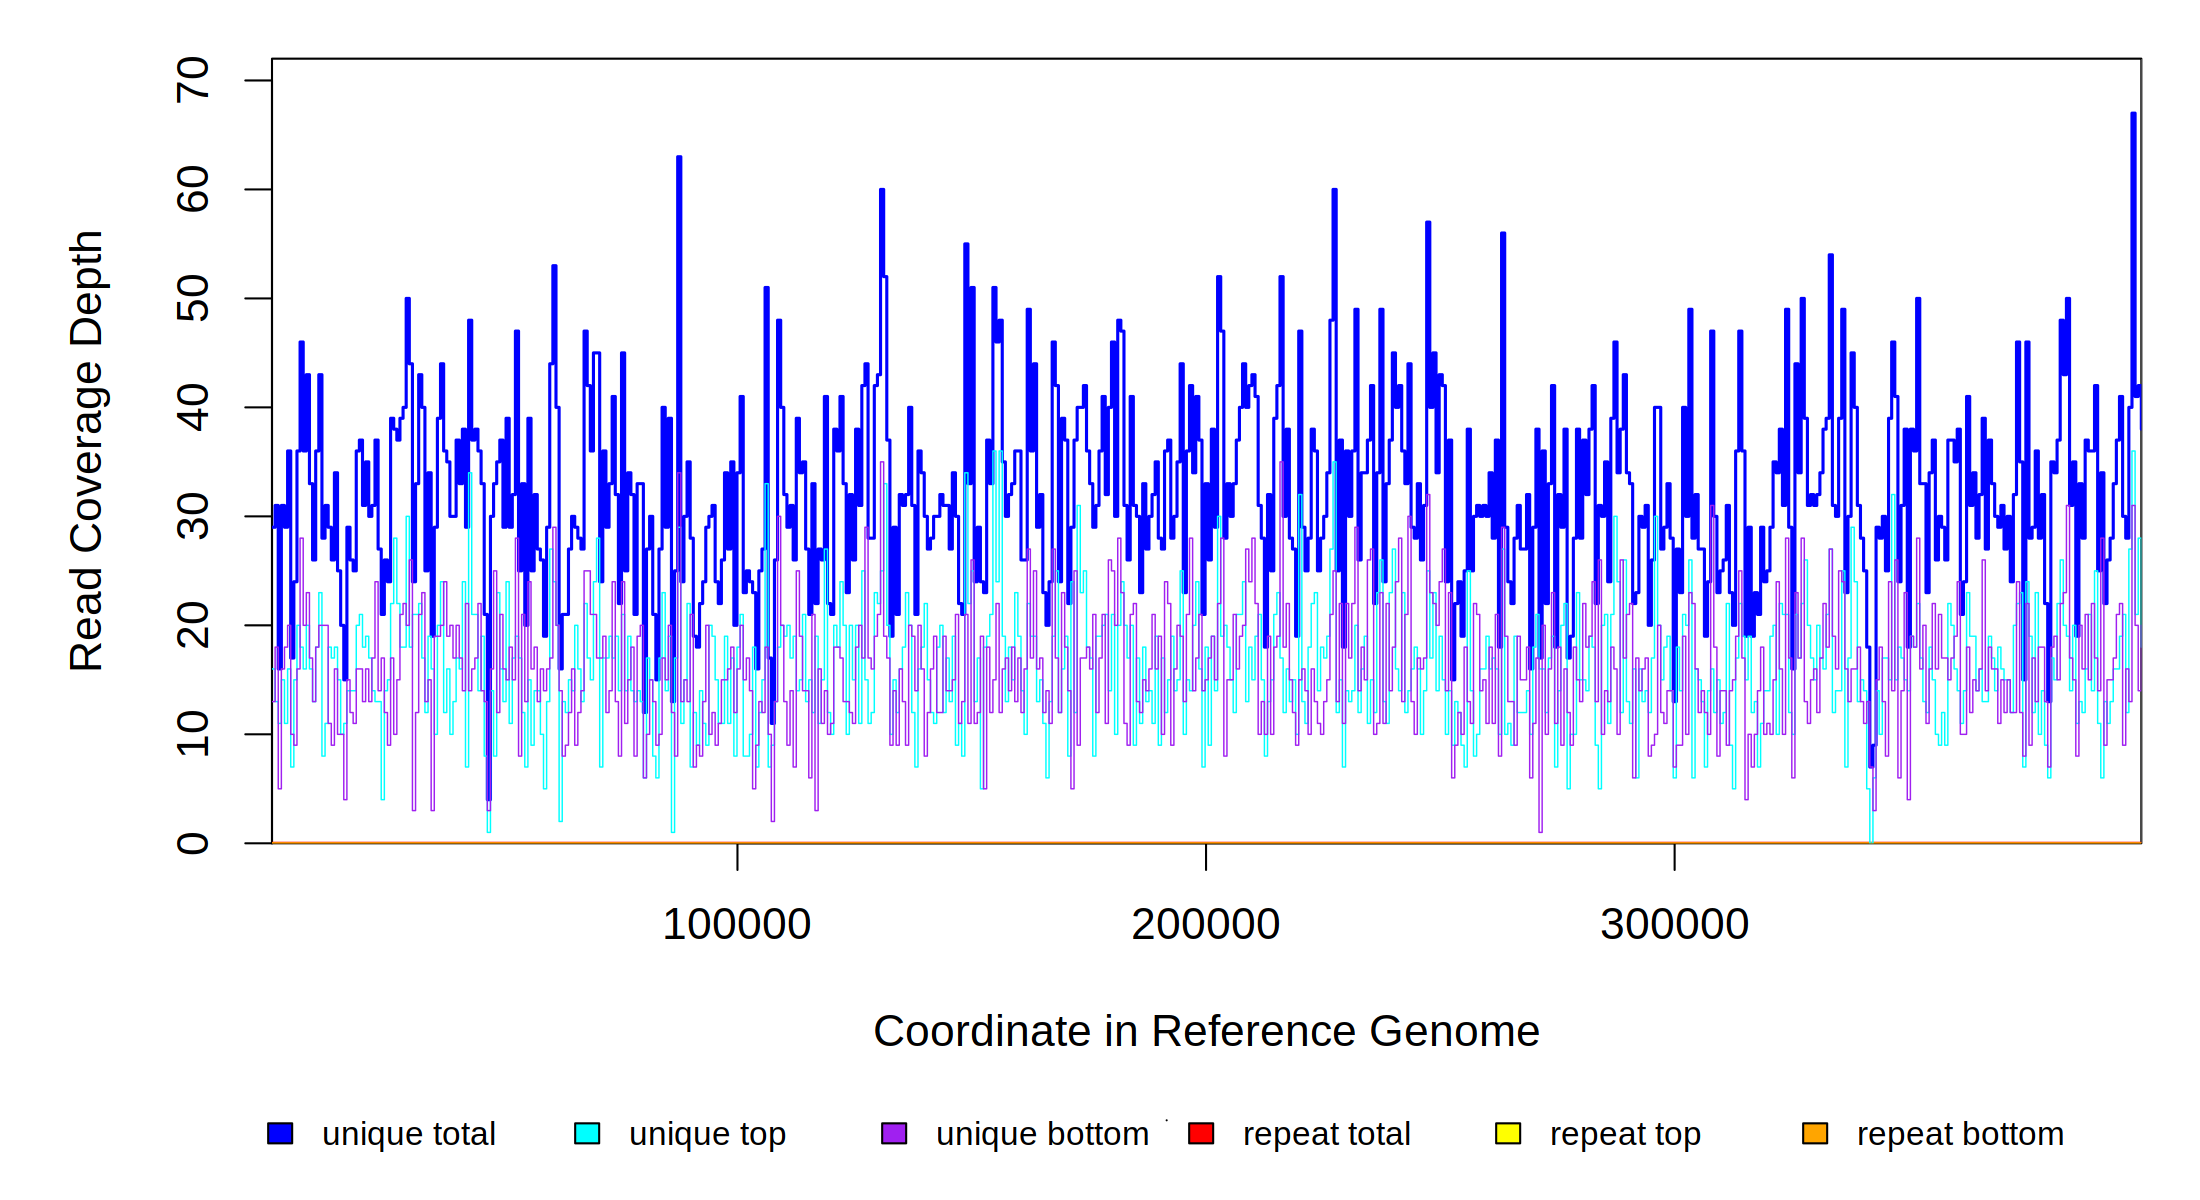 Read Coverage Depth
70
60
50
40
30
20
10
0
100000 200000 300000
Coordinate in Reference Genome
unique total unique top unique bottom repeat total repeat top repeat bottom